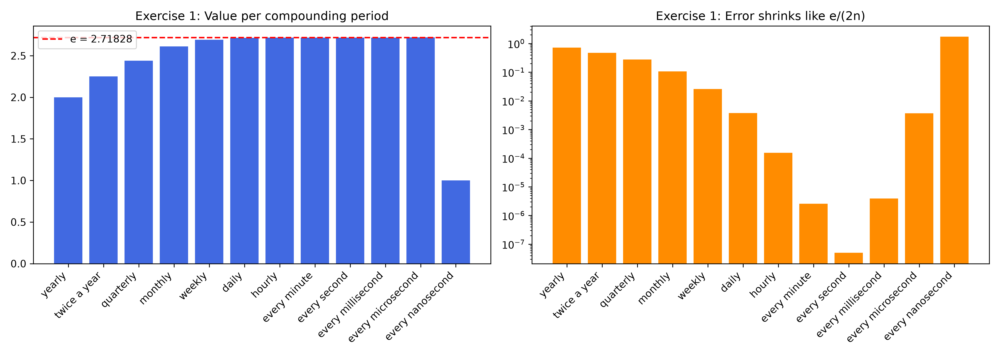 Exercise 1: Value per compounding period
e = 2.71828
2.5
2.0
1.5
1.0
0.5
0.0
yearly
twice a year
quarterly
monthly
weekly
daily
hourly
every minute
every second
every millisecond
every microsecond
every nanosecond
Exercise 1: Error shrinks like e/(2n)
10⁰
10⁻¹
10⁻²
10⁻³
10⁻⁴
10⁻⁵
10⁻⁶
10⁻⁷
yearly
twice a year
quarterly
monthly
weekly
daily
hourly
every minute
every second
every millisecond
every microsecond
every nanosecond